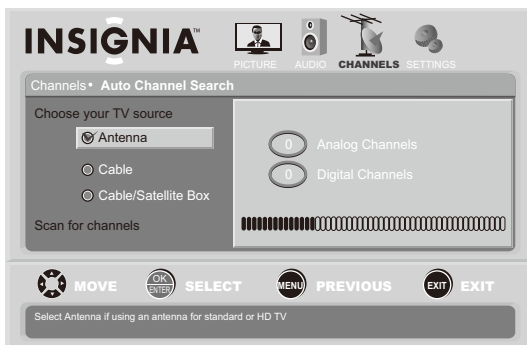 INSIGNIA™
PICTURE AUDIO CHANNELS SETTINGS
Channels • Auto Channel Search
Choose your TV source
Antenna
Cable
Cable/Satellite Box
Scan for channels
0 Analog Channels
0 Digital Channels
MOVE OK ENTER SELECT MENU PREVIOUS EXIT EXIT
Select Antenna if using an antenna for standard or HD TV